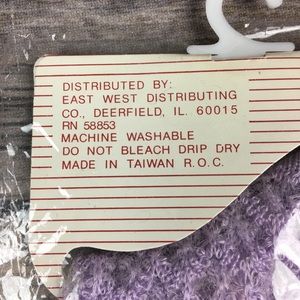 DISTRIBUTED BY:
EAST WEST DISTRIBUTING
CO., DEERFIELD, IL. 60015
RN 58853
MACHINE WASHABLE
DO NOT BLEACH DRIP DRY
MADE IN TAIWAN R.O.C.